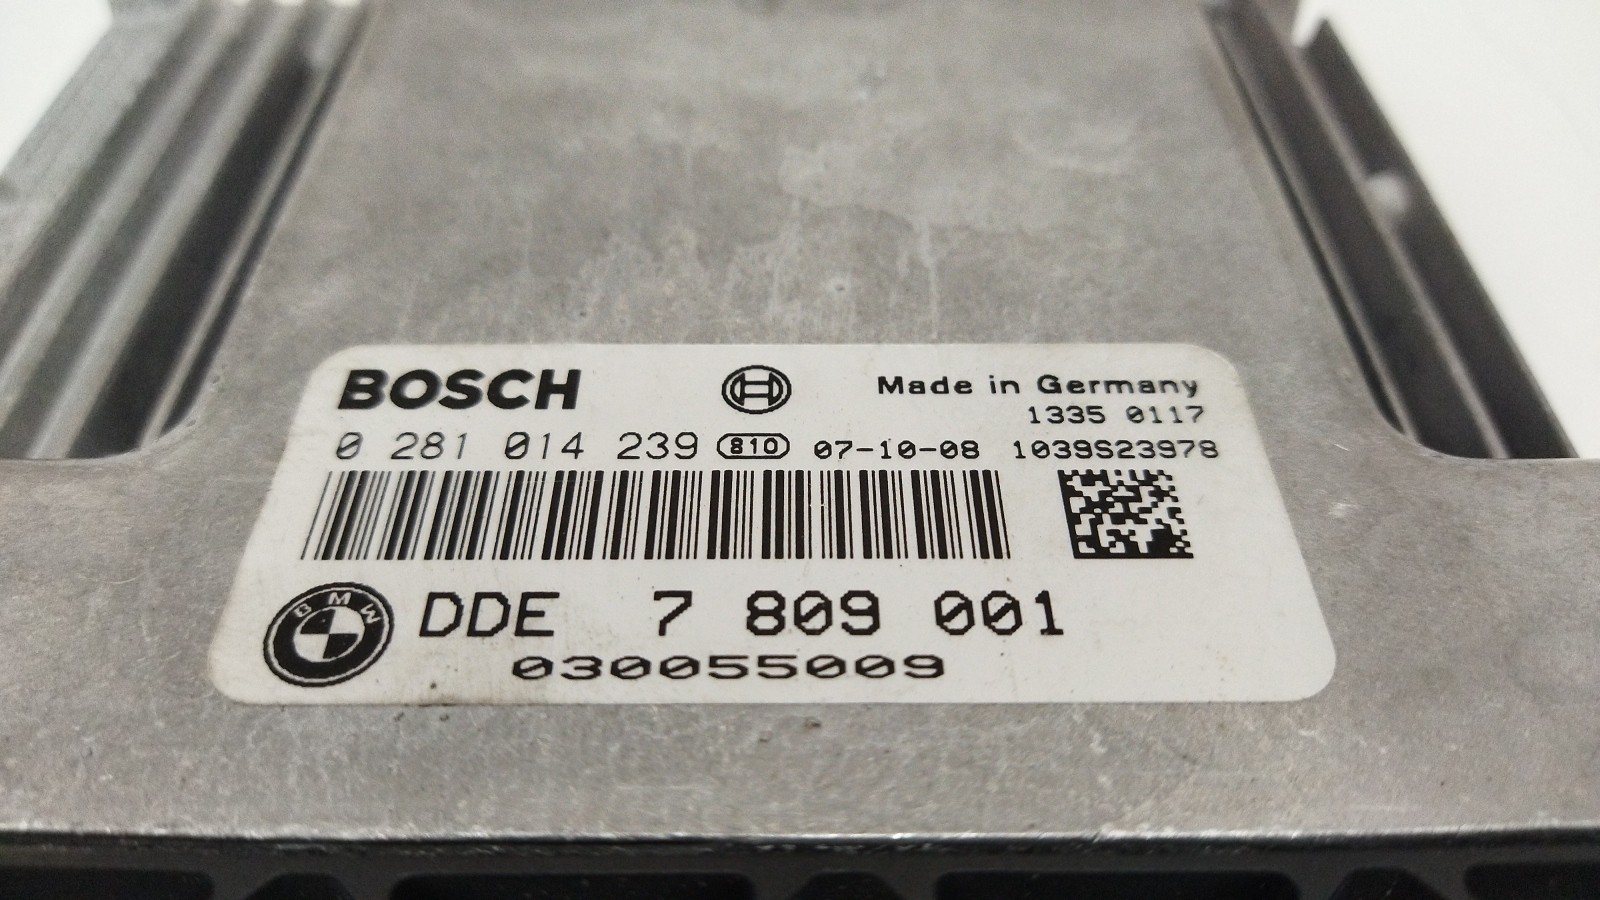 BOSCH
Made in Germany
1335 0117
0 281 014 239 810 07-10-08 1039S23978
BMW
DDE 7 809 001
030055009